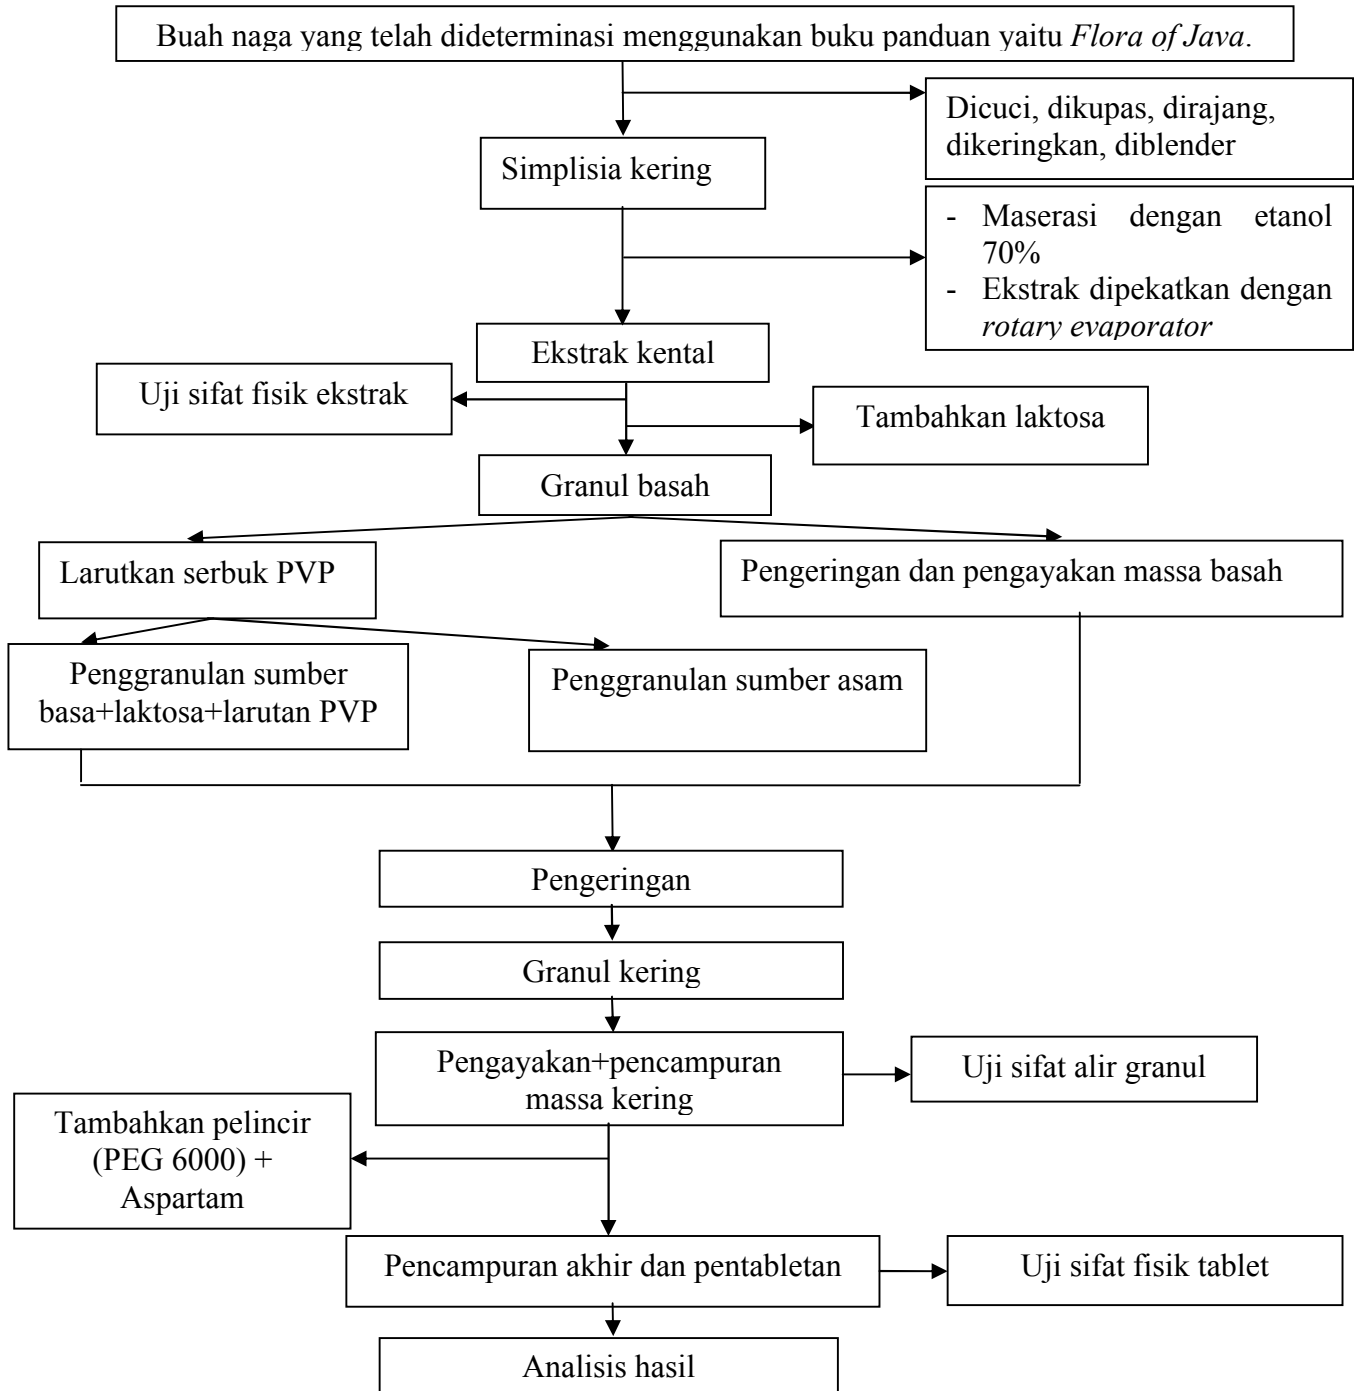 Buah naga yang telah dideterminasi menggunakan buku panduan yaitu Flora of Java.
Dicuci, dikupas, dirajang,
dikeringkan, diblender
Simplisia kering
- Maserasi dengan etanol
70%
- Ekstrak dipekatkan dengan
rotary evaporator
Ekstrak kental
Uji sifat fisik ekstrak
Tambahkan laktosa
Granul basah
Larutkan serbuk PVP
Pengeringan dan pengayakan massa basah
Penggranulan sumber
basa+laktosa+larutan PVP
Penggranulan sumber asam
Pengeringan
Granul kering
Pengayakan+pencampuran
massa kering
Uji sifat alir granul
Tambahkan pelincir
(PEG 6000) +
Aspartam
Pencampuran akhir dan pentabletan
Uji sifat fisik tablet
Analisis hasil